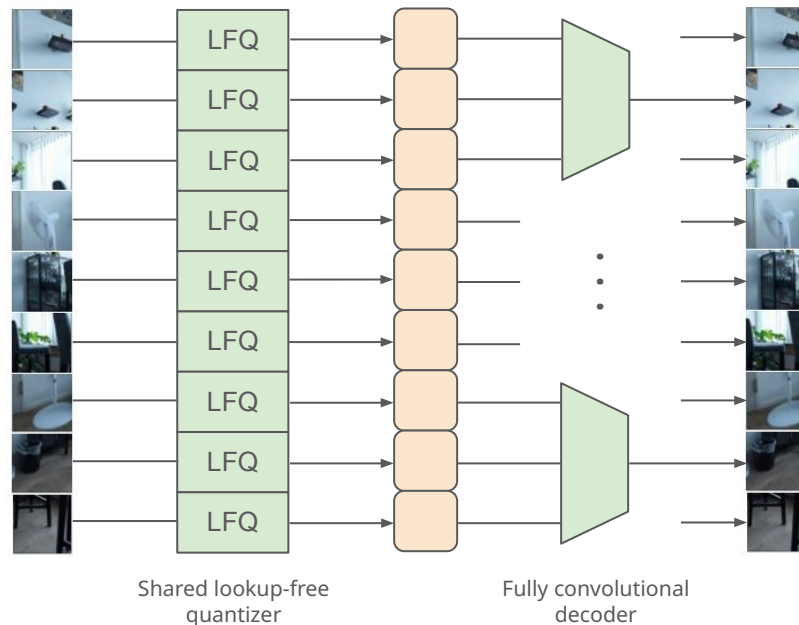 LFQ
LFQ
LFQ
LFQ
LFQ
LFQ
LFQ
LFQ
LFQ
Shared lookup-free
quantizer
Fully convolutional
decoder